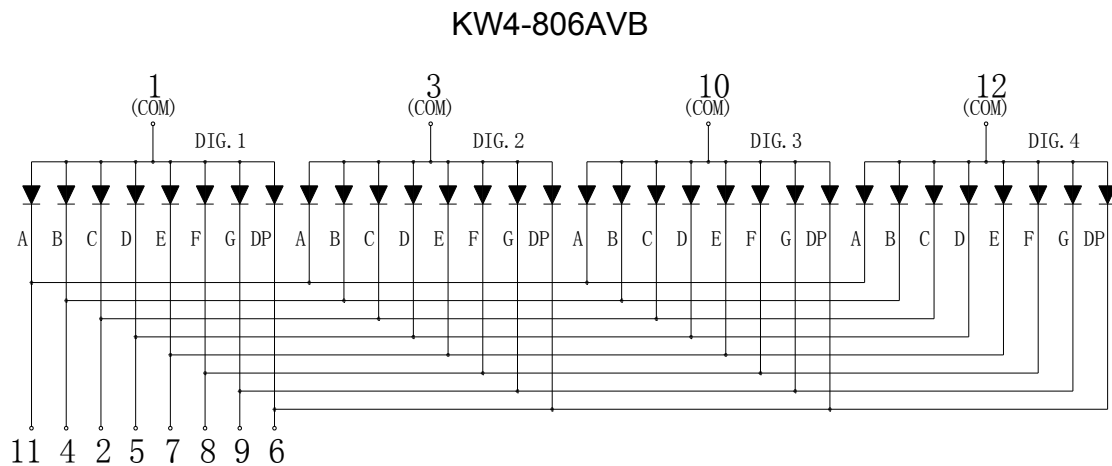 KW4-806AVB
1 3 10 12
(COM) (COM) (COM) (COM)
DIG.1 DIG.2 DIG.3 DIG.4
A B C D E F G DP A B C D E F G DP A B C D E F G DP A B C D E F G DP
11 4 2 5 7 8 9 6